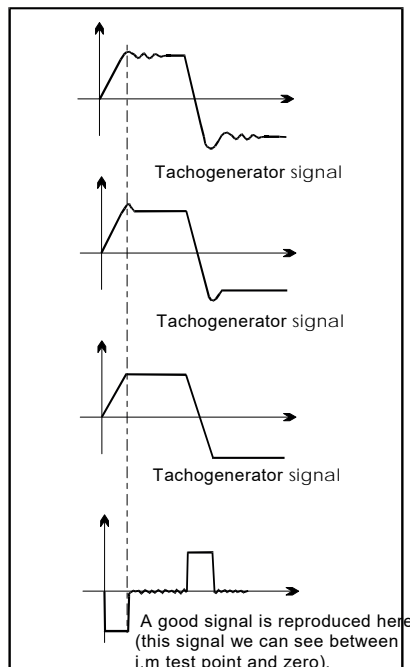 Tachogenerator signal
Tachogenerator signal
Tachogenerator signal
A good signal is reproduced here
(this signal we can see between
i.m test point and zero).